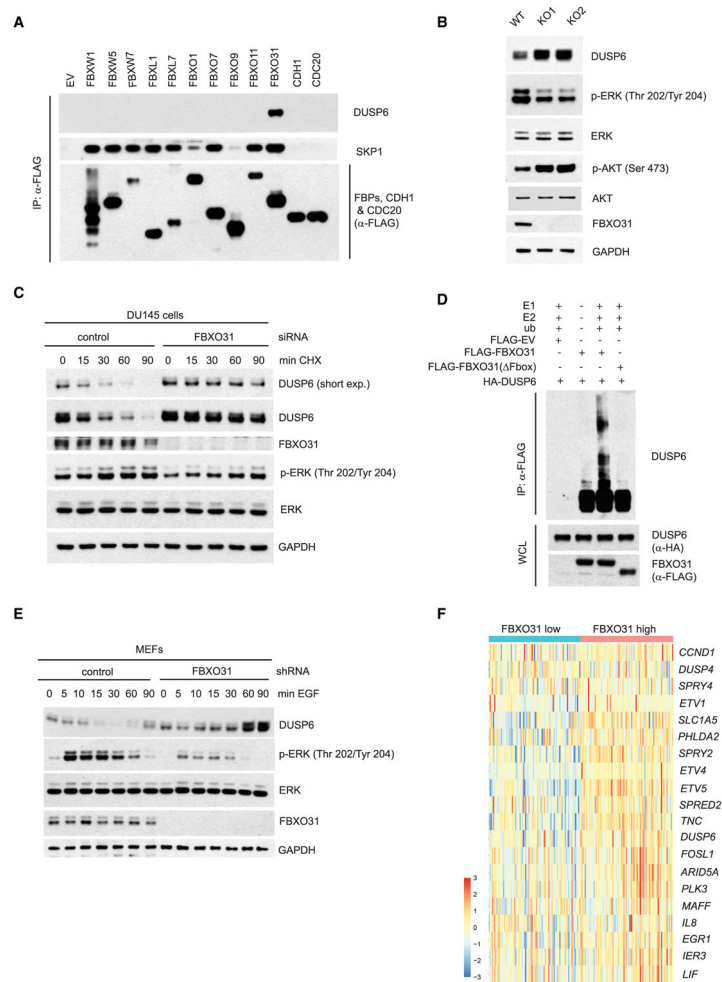 A
EV
FBXW1
FBXW5
FBXW7
FBXL1
FBXL7
FBXO1
FBXO7
FBXO9
FBXO11
FBXO31
CDH1
CDC20
IP: α-FLAG
DUSP6
SKP1
FBPs, CDH1
& CDC20
(α-FLAG)
B
WT
KO1
KO2
DUSP6
p-ERK (Thr 202/Tyr 204)
ERK
p-AKT (Ser 473)
AKT
FBXO31
GAPDH
C
DU145 cells
control FBXO31 siRNA
0 15 30 60 90 0 15 30 60 90 min CHX
DUSP6 (short exp.)
DUSP6
FBXO31
p-ERK (Thr 202/Tyr 204)
ERK
GAPDH
D
E1 + - + +
E2 + - + +
ub + - + +
FLAG-EV + - - -
FLAG-FBXO31 - + + -
FLAG-FBXO31(ΔFbox) - - - +
HA-DUSP6 + + + +
IP: α-FLAG
DUSP6
WCL
DUSP6
(α-HA)
FBXO31
(α-FLAG)
E
MEFs
control FBXO31 shRNA
0 5 10 15 30 60 90 0 5 10 15 30 60 90 min EGF
DUSP6
p-ERK (Thr 202/Tyr 204)
ERK
FBXO31
GAPDH
F
FBXO31 low FBXO31 high
CCND1
DUSP4
SPRY4
ETV1
SLC1A5
PHLDA2
SPRY2
ETV4
ETV5
SPRED2
TNC
DUSP6
FOSL1
ARID5A
PLK3
MAFF
IL8
EGR1
IER3
LIF
3
2
1
0
−1
−2
−3